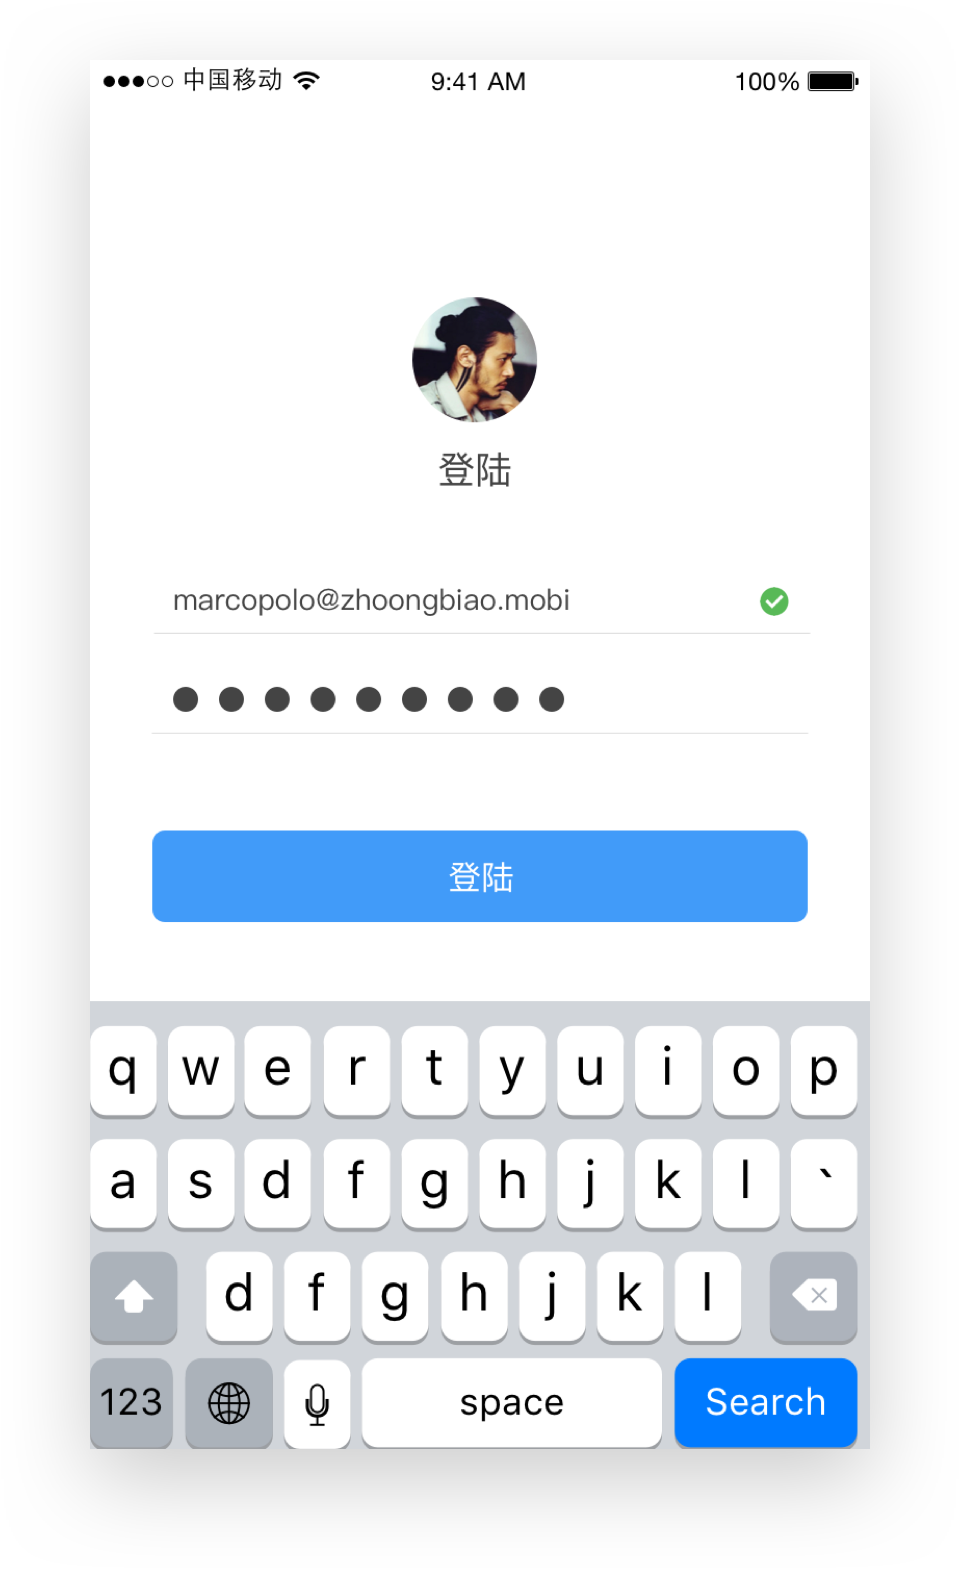 中国移动 9:41 AM 100%
登陆
marcopolo@zhoongbiao.mobi
登陆
q w e r t y u i o p
a s d f g h j k l `
d f g h j k l
123 space Search